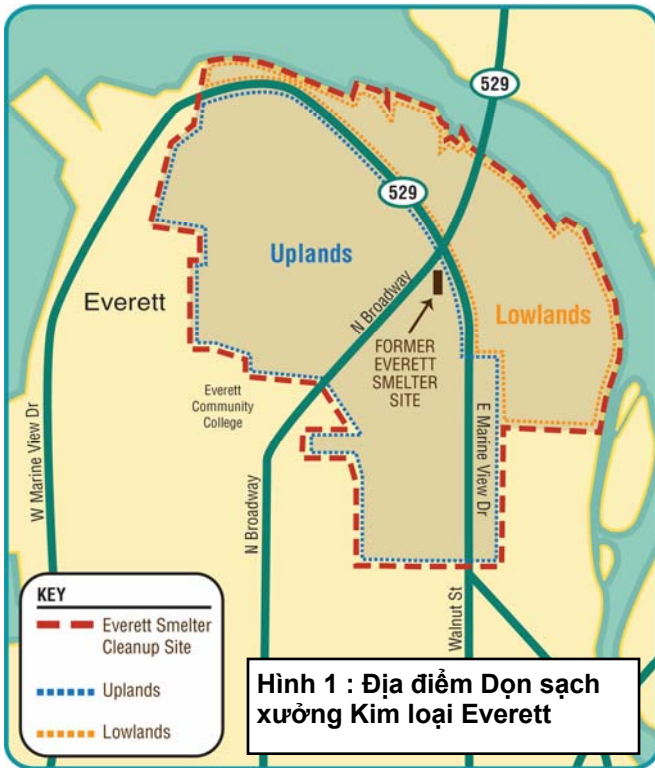 529
529
Uplands
Everett
N Broadway
Lowlands
FORMER
EVERETT
SMELTER
SITE
Everett
Community
College
W Marine View Dr
N Broadway
E Marine View Dr
Walnut St
KEY
Everett Smelter
Cleanup Site
Uplands
Lowlands
Hình 1 : Địa điểm Dọn sạch
xưởng Kim loại Everett